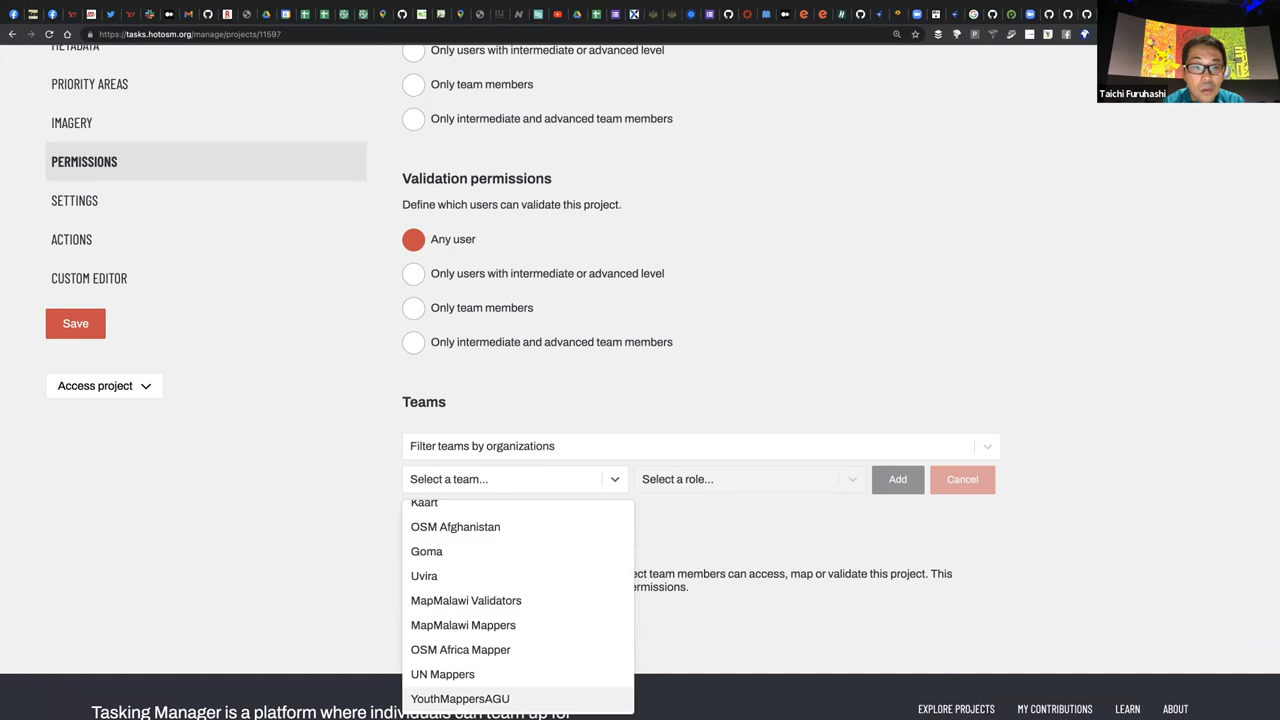 https://tasks.hotosm.org/manage/projects/11597
METADATA
PRIORITY AREAS
IMAGERY
PERMISSIONS
SETTINGS
ACTIONS
CUSTOM EDITOR
Save
Access project
Only users with intermediate or advanced level
Only team members
Only intermediate and advanced team members
Validation permissions
Define which users can validate this project.
Any user
Only users with intermediate or advanced level
Only team members
Only intermediate and advanced team members
Teams
Filter teams by organizations
Select a team...
Select a role...
Add
Cancel
Kaart
OSM Afghanistan
Goma
Uvira
MapMalawi Validators
MapMalawi Mappers
OSM Africa Mapper
UN Mappers
YouthMappersAGU
ect team members can access, map or validate this project. This
ermissions.
Tasking Manager is a platform where individuals can team up for
EXPLORE PROJECTS
MY CONTRIBUTIONS
LEARN
ABOUT
Taichi Furuhashi